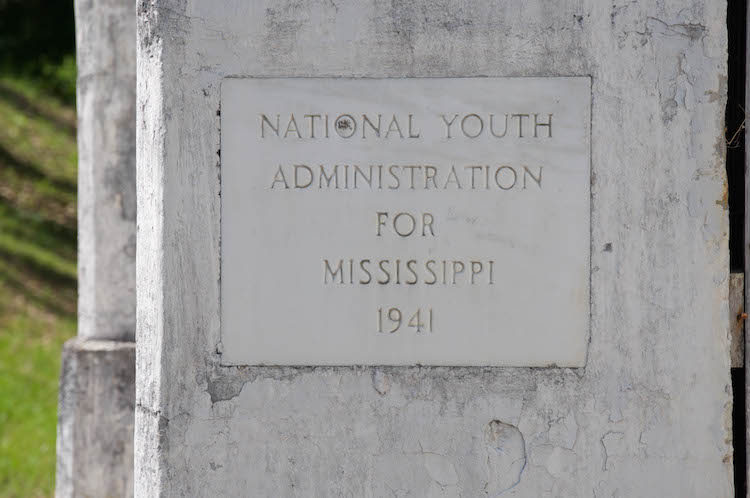 NATIONAL YOUTH
ADMINISTRATION
FOR
MISSISSIPPI
1941